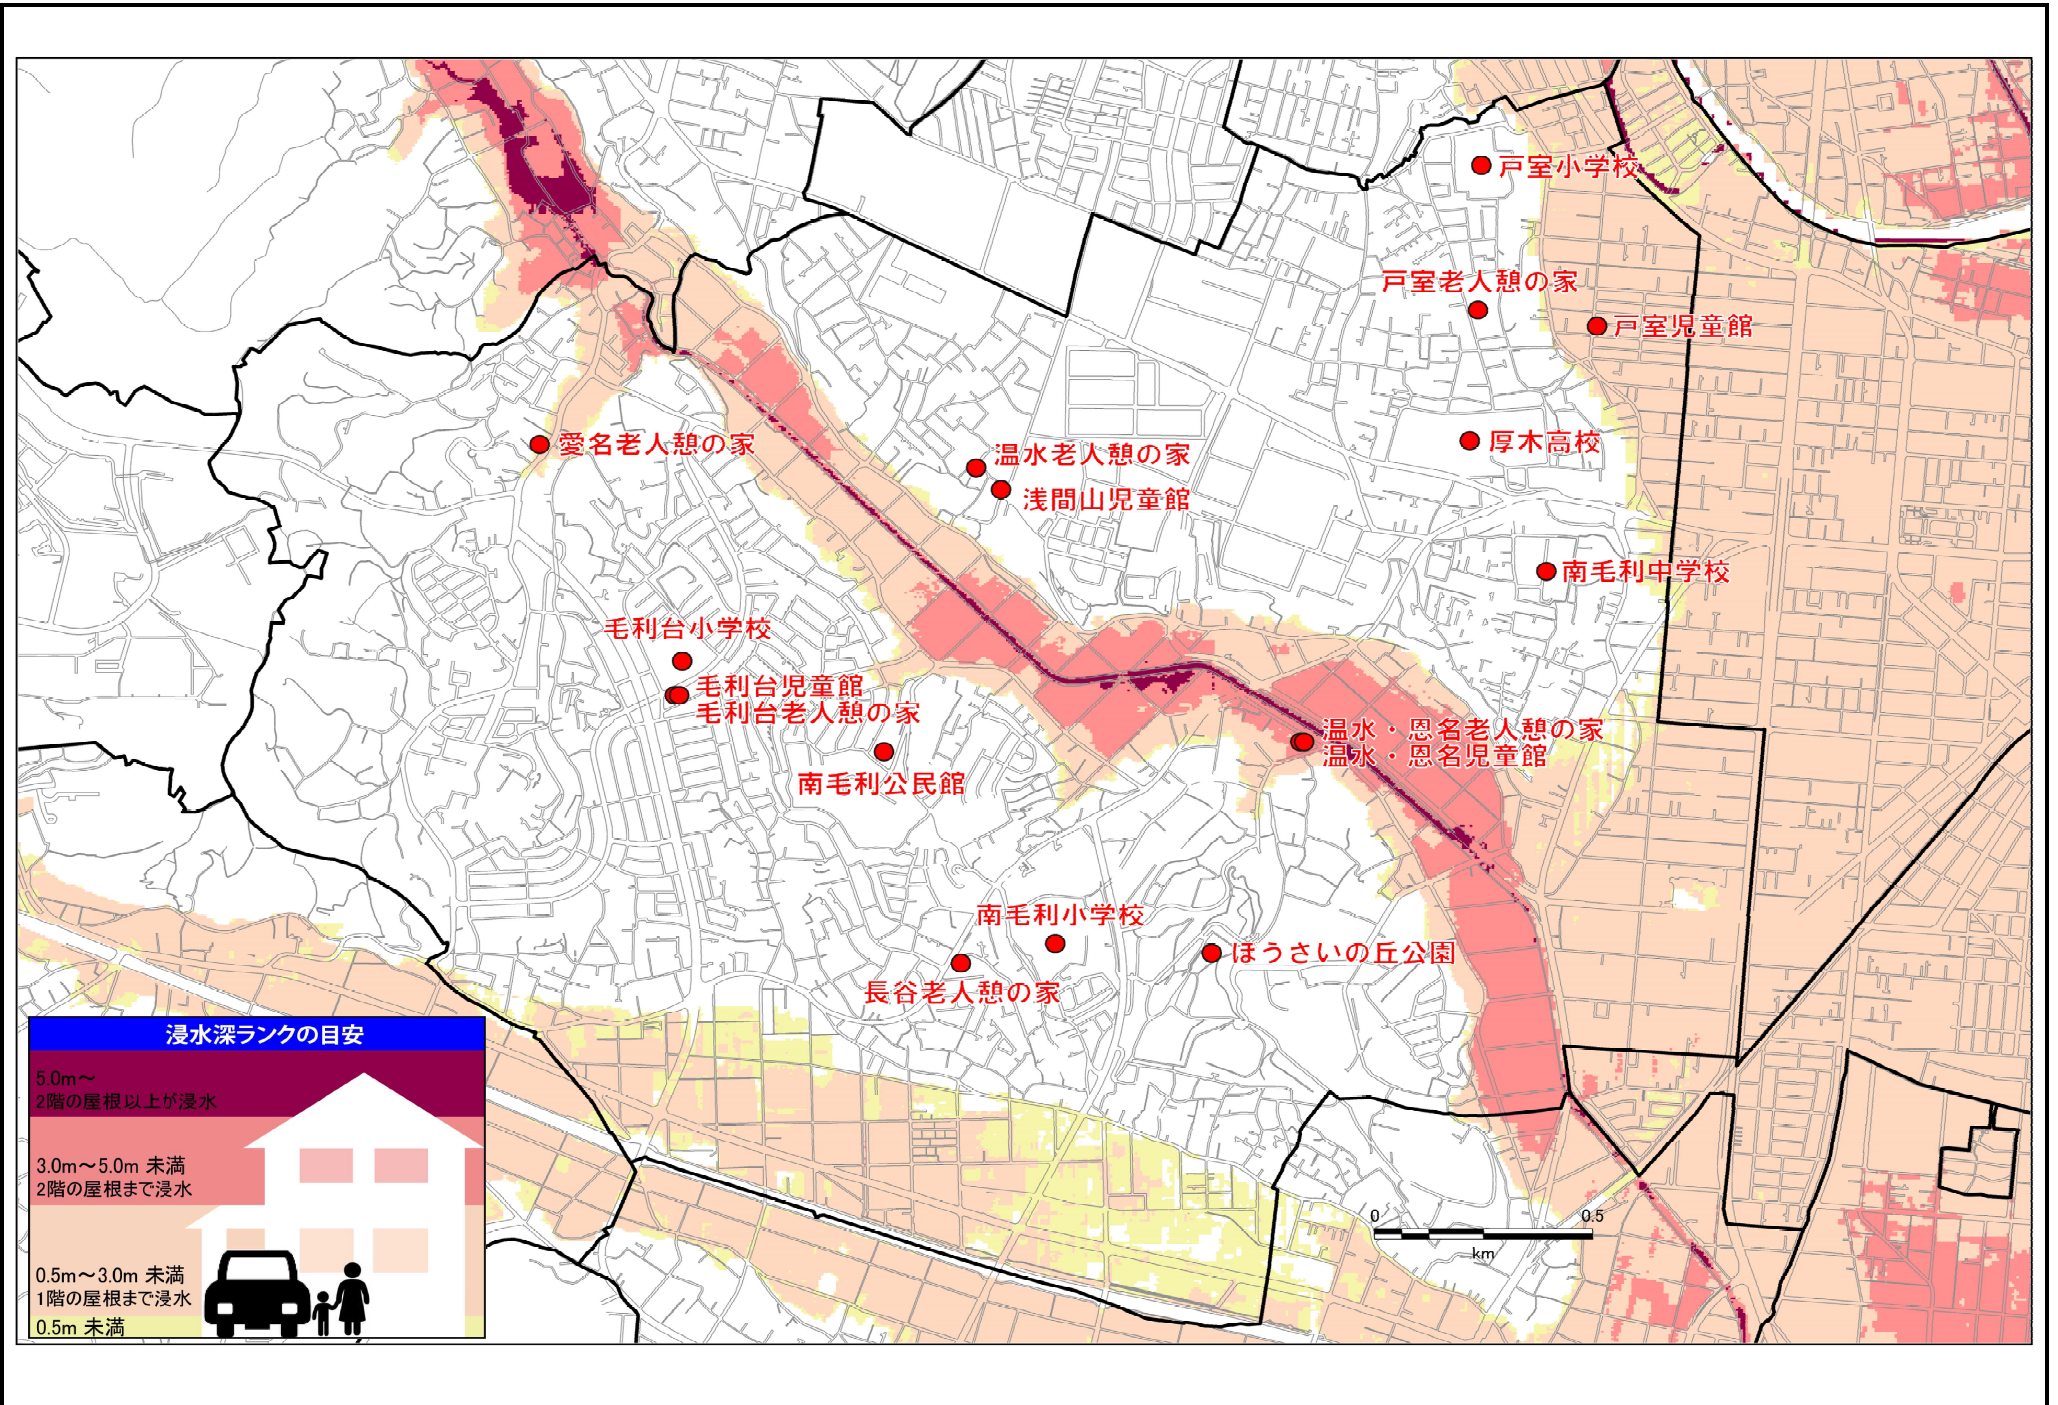 戸室小学校
戸室老人憩の家
戸室児童館
愛名老人憩の家
温水老人憩の家
厚木高校
浅間山児童館
南毛利中学校
毛利台小学校
毛利台児童館
毛利台老人憩の家
温水・恩名老人憩の家
温水・恩名児童館
南毛利公民館
南毛利小学校
ほうさいの丘公園
長谷老人憩の家
浸水深ランクの目安
5.0m～
2階の屋根以上が浸水
3.0m～5.0m 未満
2階の屋根まで浸水
0.5m～3.0m 未満
1階の屋根まで浸水
0.5m 未満
0 0.5
km